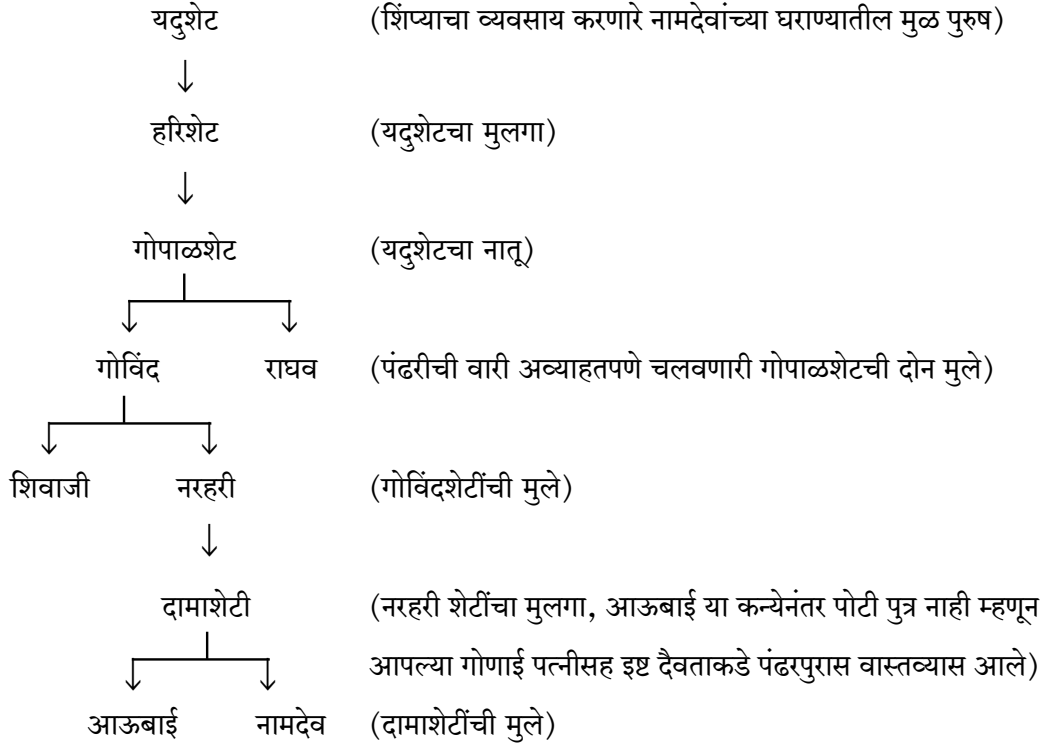 यदुशेट (शिंप्याचा व्यवसाय करणारे नामदेवांच्या घराण्यातील मुळ पुरुष)
हरिशेट (यदुशेटचा मुलगा)
गोपाळशेट (यदुशेटचा नातू)
गोविंद राघव (पंढरीची वारी अव्याहतपणे चलवणारी गोपाळशेटची दोन मुले)
शिवाजी नरहरी (गोविंदशेटींची मुले)
दामाशेटी (नरहरी शेटींचा मुलगा, आऊबाई या कन्येनंतर पोटी पुत्र नाही म्हणून
आपल्या गोणाई पत्नीसह इष्ट दैवताकडे पंढरपुरास वास्तव्यास आले)
आऊबाई नामदेव (दामाशेटींची मुले)